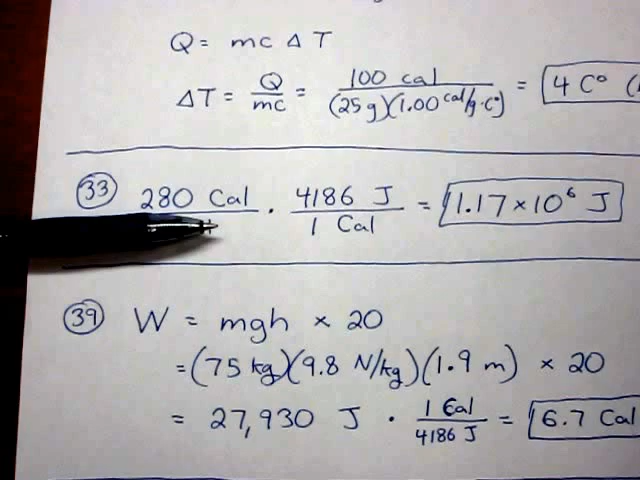 Q = mc Δ T
ΔT = Q/mc = 100 cal/(25 g)(1.00 cal/g·C°) = 4 C°
33 280 Cal · 4186 J/1 Cal = 1.17 × 10⁶ J
39 W = mgh × 20
= (75 kg)(9.8 N/kg)(1.9 m) × 20
= 27,930 J · 1 Cal/4186 J = 6.7 Cal